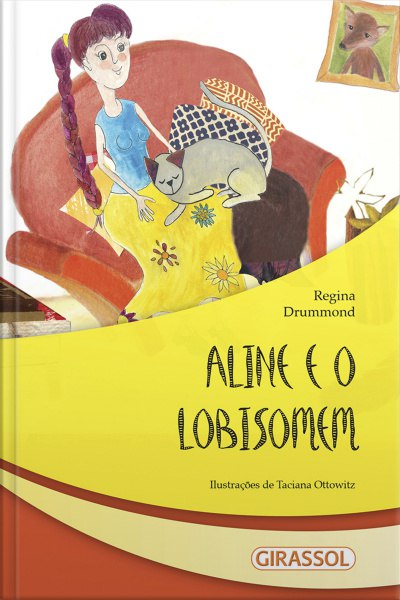 Regina
Drummond
ALINE E O
LOBISOMEM
Ilustrações de Taciana Ottowitz
GIRASSOL